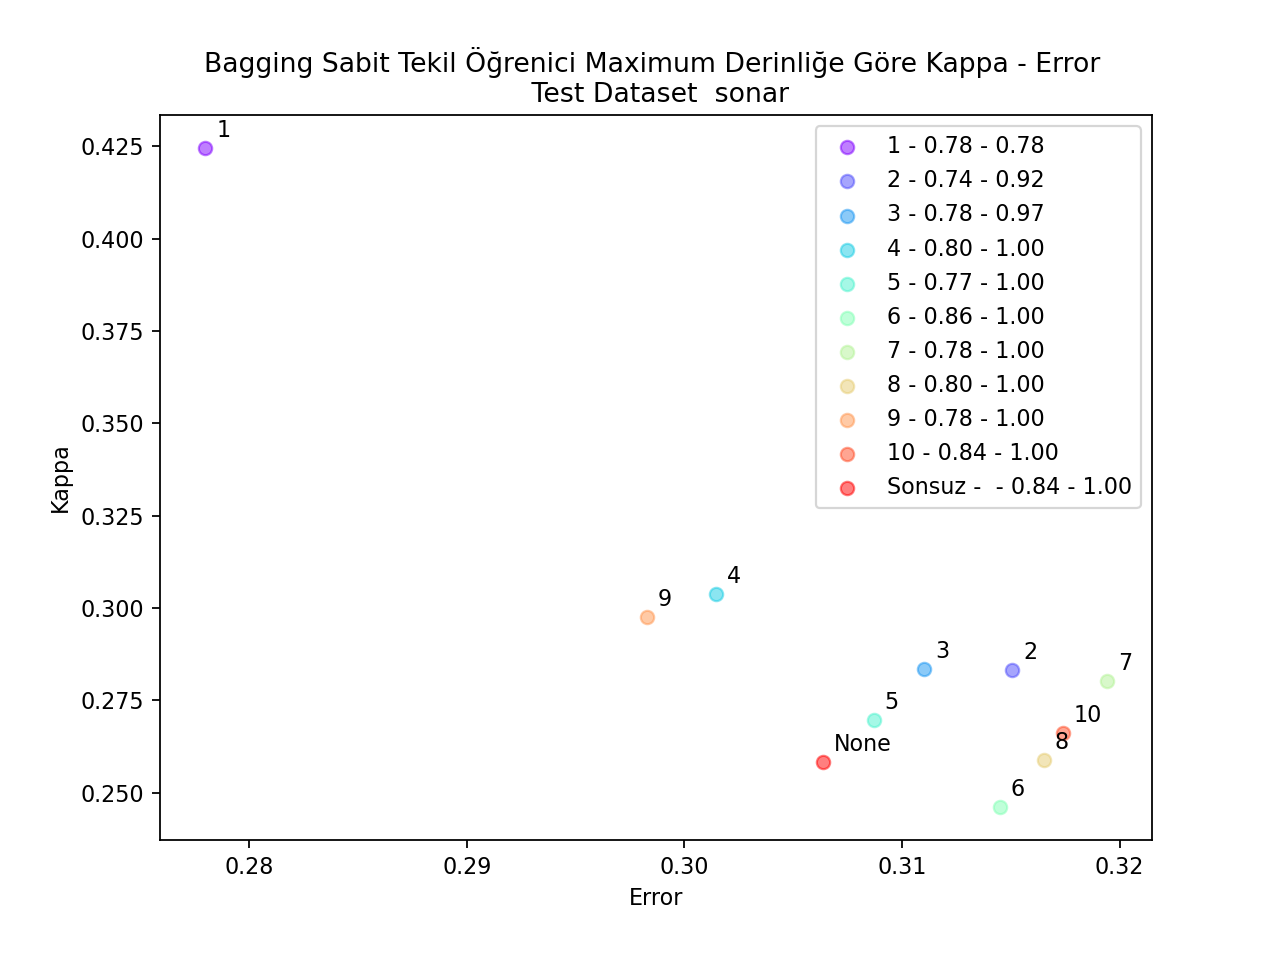 Bagging Sabit Tekil Öğrenici Maximum Derinliğe Göre Kappa - Error
Test Dataset  sonar
1
0.425
0.400
0.375
0.350
0.325
0.300
0.275
0.250
Kappa
1 - 0.78 - 0.78
2 - 0.74 - 0.92
3 - 0.78 - 0.97
4 - 0.80 - 1.00
5 - 0.77 - 1.00
6 - 0.86 - 1.00
7 - 0.78 - 1.00
8 - 0.80 - 1.00
9 - 0.78 - 1.00
10 - 0.84 - 1.00
Sonsuz -  - 0.84 - 1.00
4
9
3
2
7
5
10
None
8
6
0.28 0.29 0.30 0.31 0.32
Error